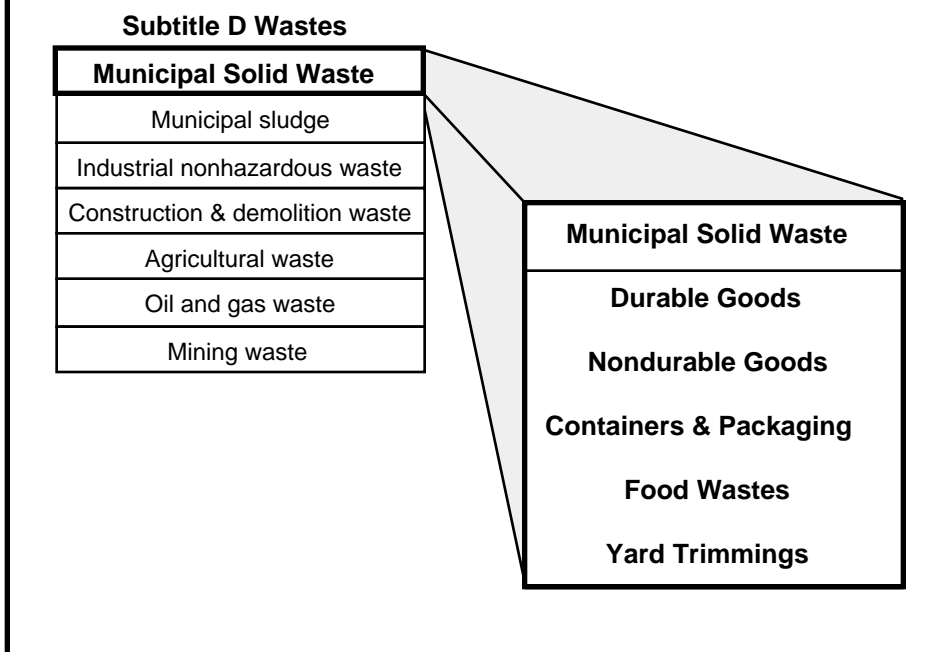 Subtitle D Wastes
Municipal Solid Waste
Municipal sludge
Industrial nonhazardous waste
Construction & demolition waste
Agricultural waste
Oil and gas waste
Mining waste
Municipal Solid Waste
Durable Goods
Nondurable Goods
Containers & Packaging
Food Wastes
Yard Trimmings